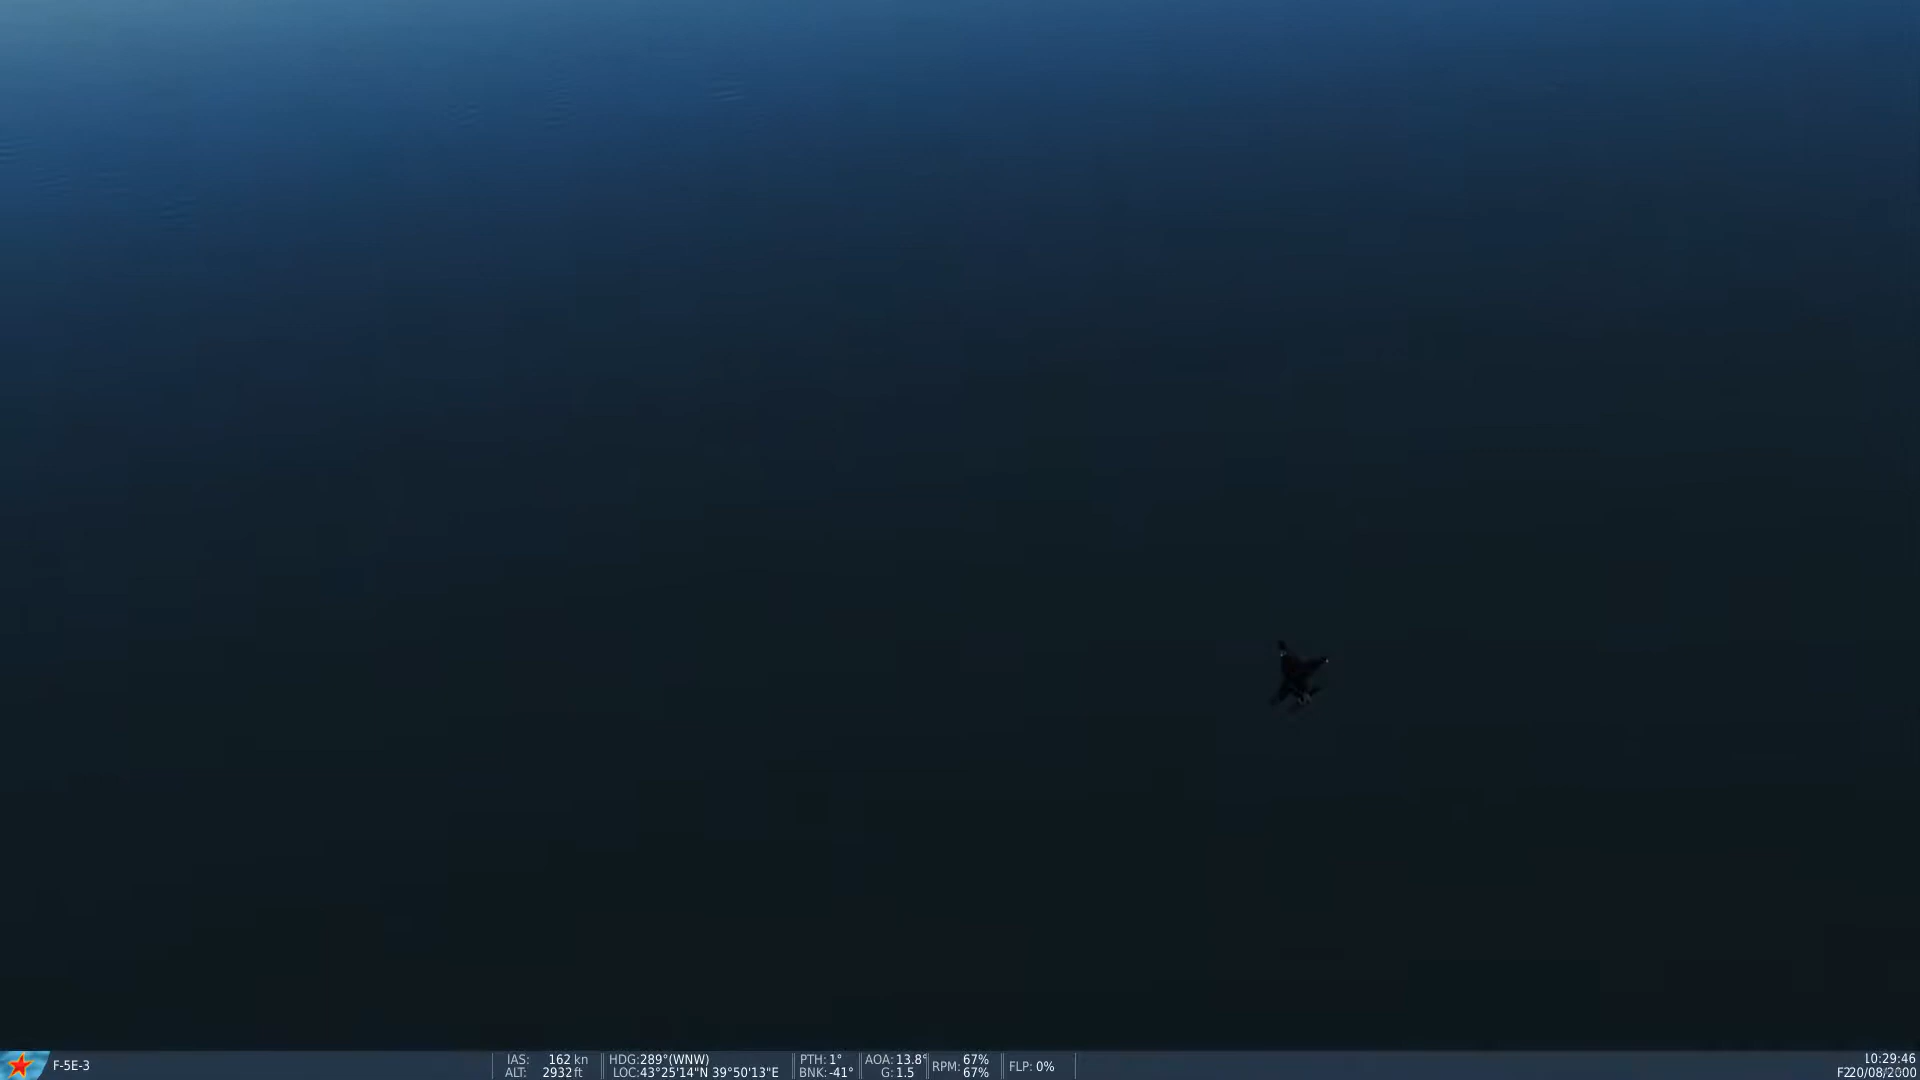 F-5E-3
IAS: 162 kn
ALT: 2932 ft
HDG:289°(WNW)
LOC:43°25'14"N 39°50'13"E
PTH: 1°
BNK:-41°
AOA: 13.8°
G: 1.5
RPM: 67%
67%
FLP: 0%
10:29:46
F220/08/2000